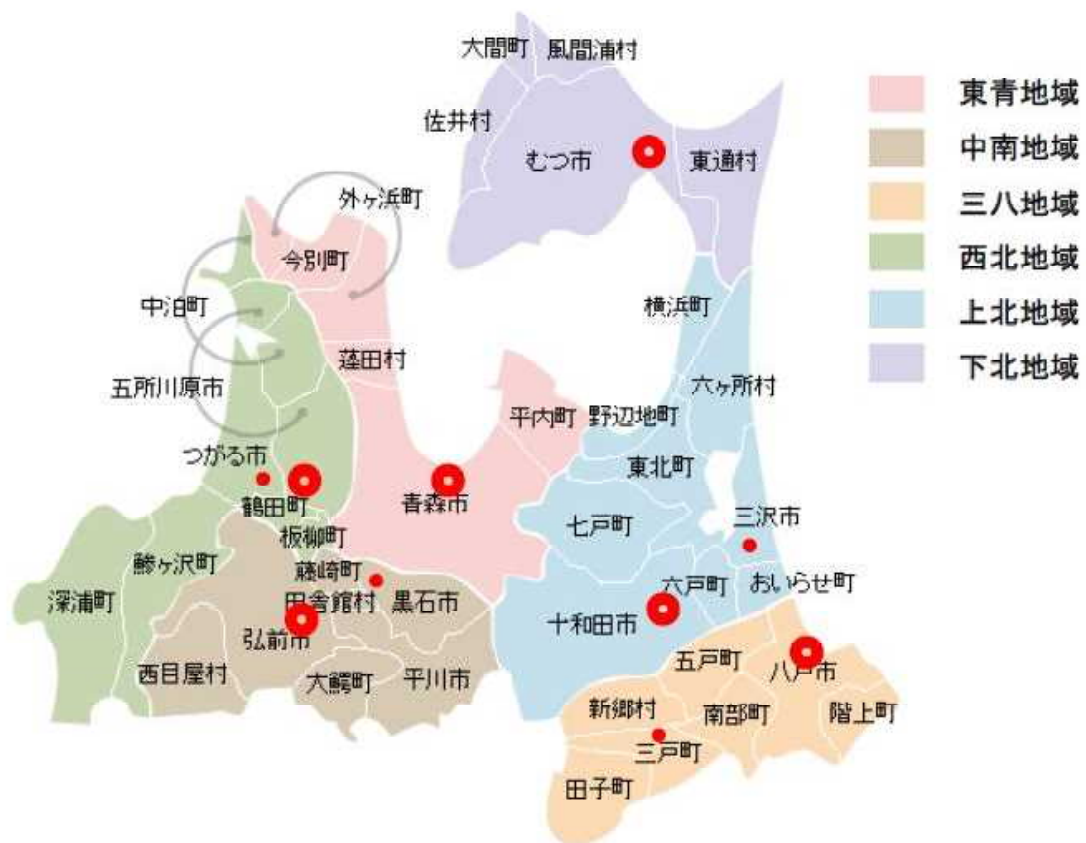 大間町
風間浦村
佐井村
むつ市
東通村
外ヶ浜町
今別町
中泊町
横浜町
蓬田村
五所川原市
六ヶ所村
平内町
野辺地町
つがる市
東北町
鶴田町
青森市
七戸町
三沢市
板柳町
鰺ヶ沢町
藤崎町
六戸町
おいらせ町
深浦町
田舎館村
黒石市
十和田市
弘前市
五戸町
八戸市
西目屋村
大鰐町
平川市
新郷村
南部町
階上町
三戸町
田子町
東青地域
中南地域
三八地域
西北地域
上北地域
下北地域